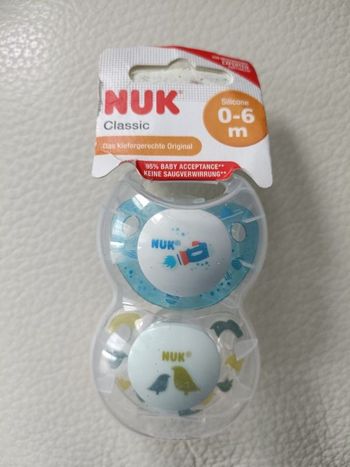 NUK®
Classic
Das kiefergerechte Original
Silicone
0-6
m
95% BABY ACCEPTANCE**
KEINE SAUGVERWIRRUNG**
NUK®
NUK®